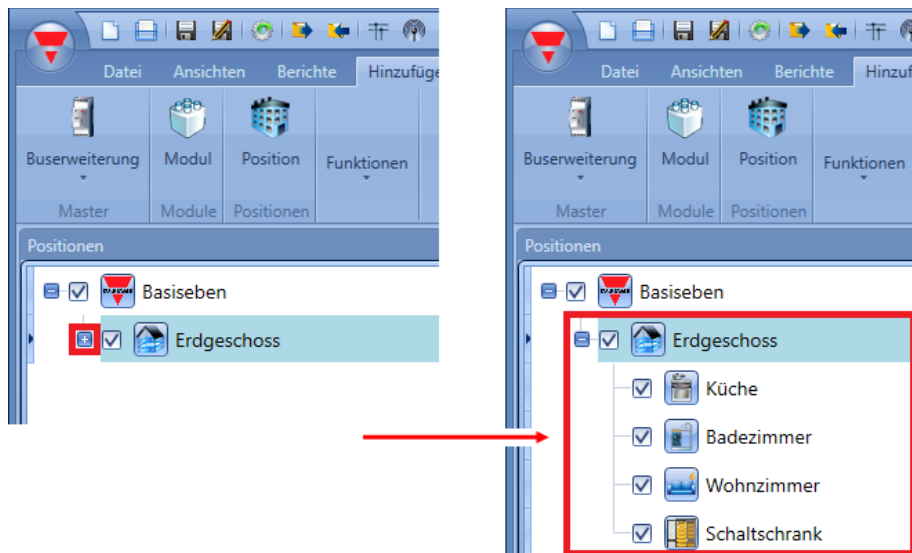 Datei Ansichten Berichte Hinzufüge
Buserweiterung Modul Position Funktionen
Master Module Positionen
Positionen
Basiseben
Erdgeschoss
Datei Ansichten Berichte Hinzuf
Buserweiterung Modul Position Funktionen
Master Module Positionen
Positionen
Basiseben
Erdgeschoss
Küche
Badezimmer
Wohnzimmer
Schaltschrank